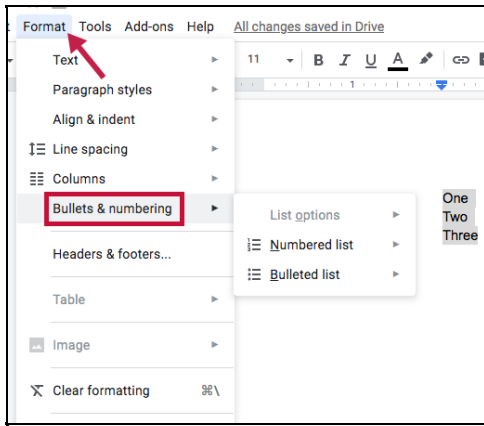 Format Tools Add-ons Help All changes saved in Drive
Text
11 B I U A
Paragraph styles
1
Align & indent
Line spacing
Columns
Bullets & numbering
One
Two
Three
List options
Numbered list
Bulleted list
Headers & footers...
Table
Image
Clear formatting ⌘\